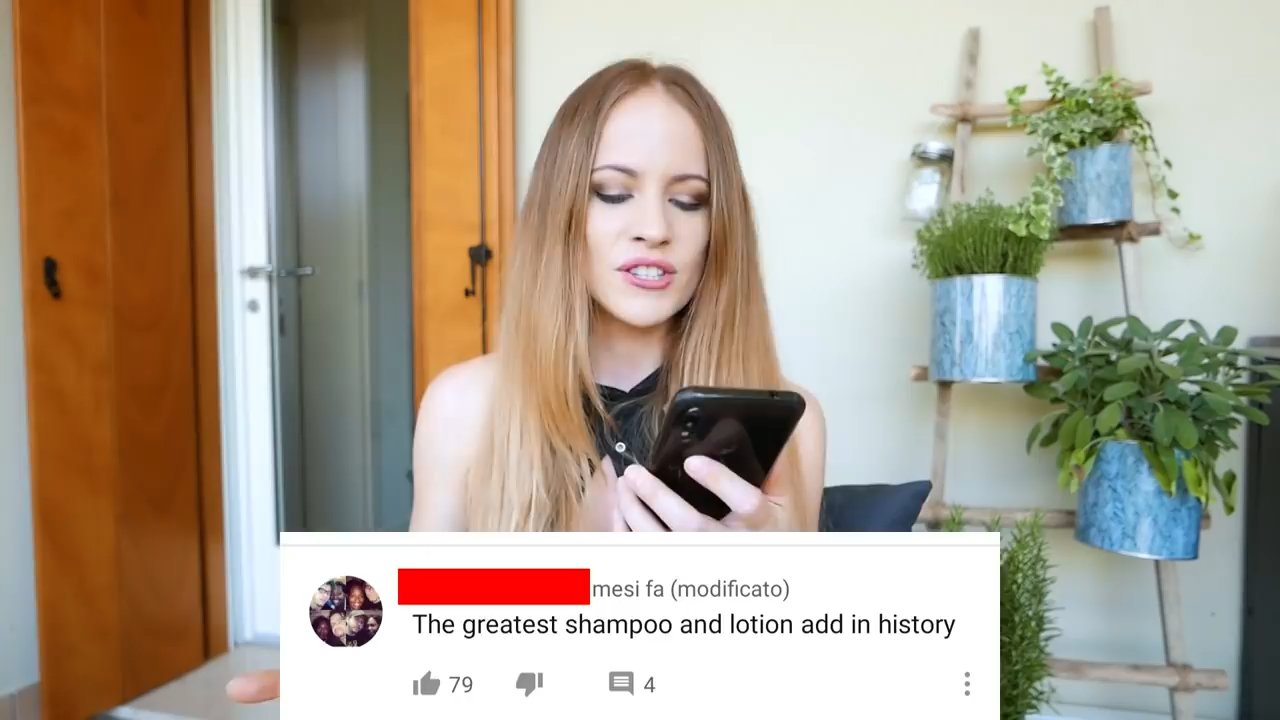 mesi fa (modificato)
The greatest shampoo and lotion add in history
79
4